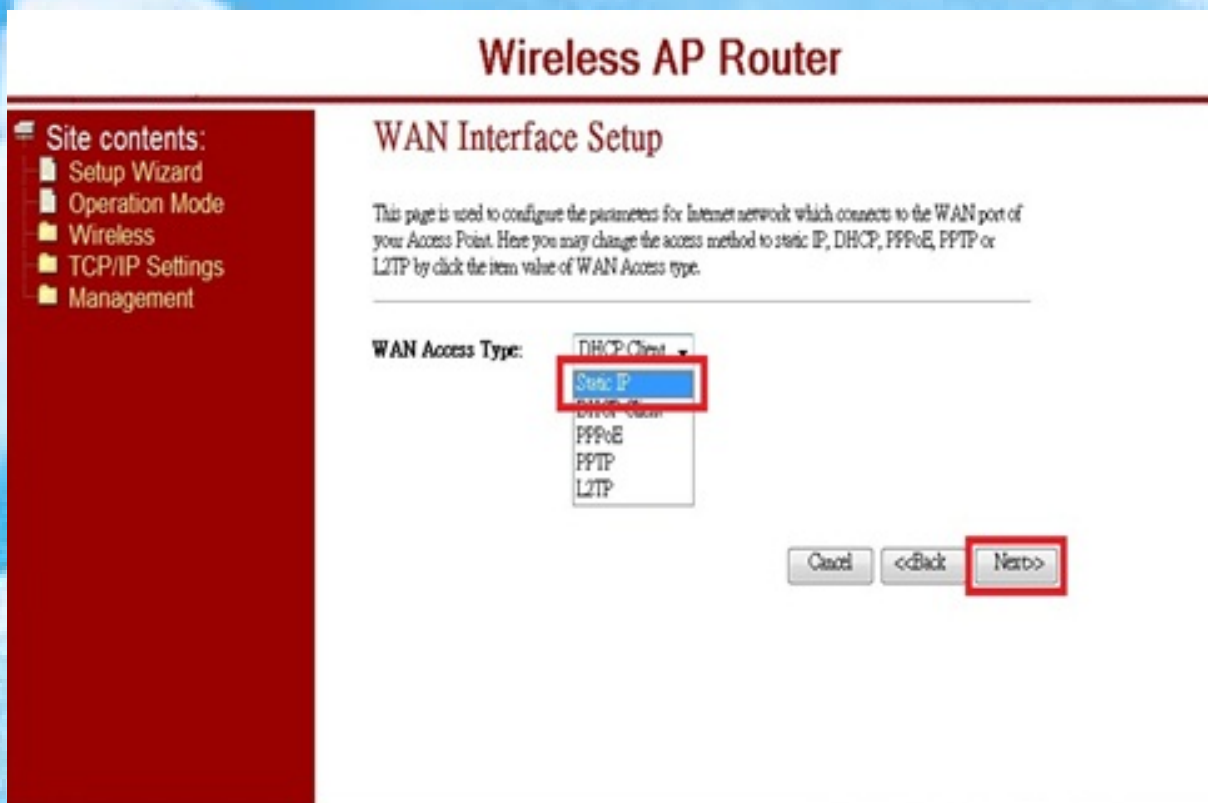 Wireless AP Router
Site contents:
Setup Wizard
Operation Mode
Wireless
TCP/IP Settings
Management
WAN Interface Setup
This page is used to configure the parameters for Internet network which connects to the WAN port of
your Access Point. Here you may change the access method to static IP, DHCP, PPPoE, PPTP or
L2TP by click the item value of WAN Access type.
WAN Access Type:
DHCP Client
Static IP
DHCP Client
PPPoE
PPTP
L2TP
Cancel
<<Back
Next>>